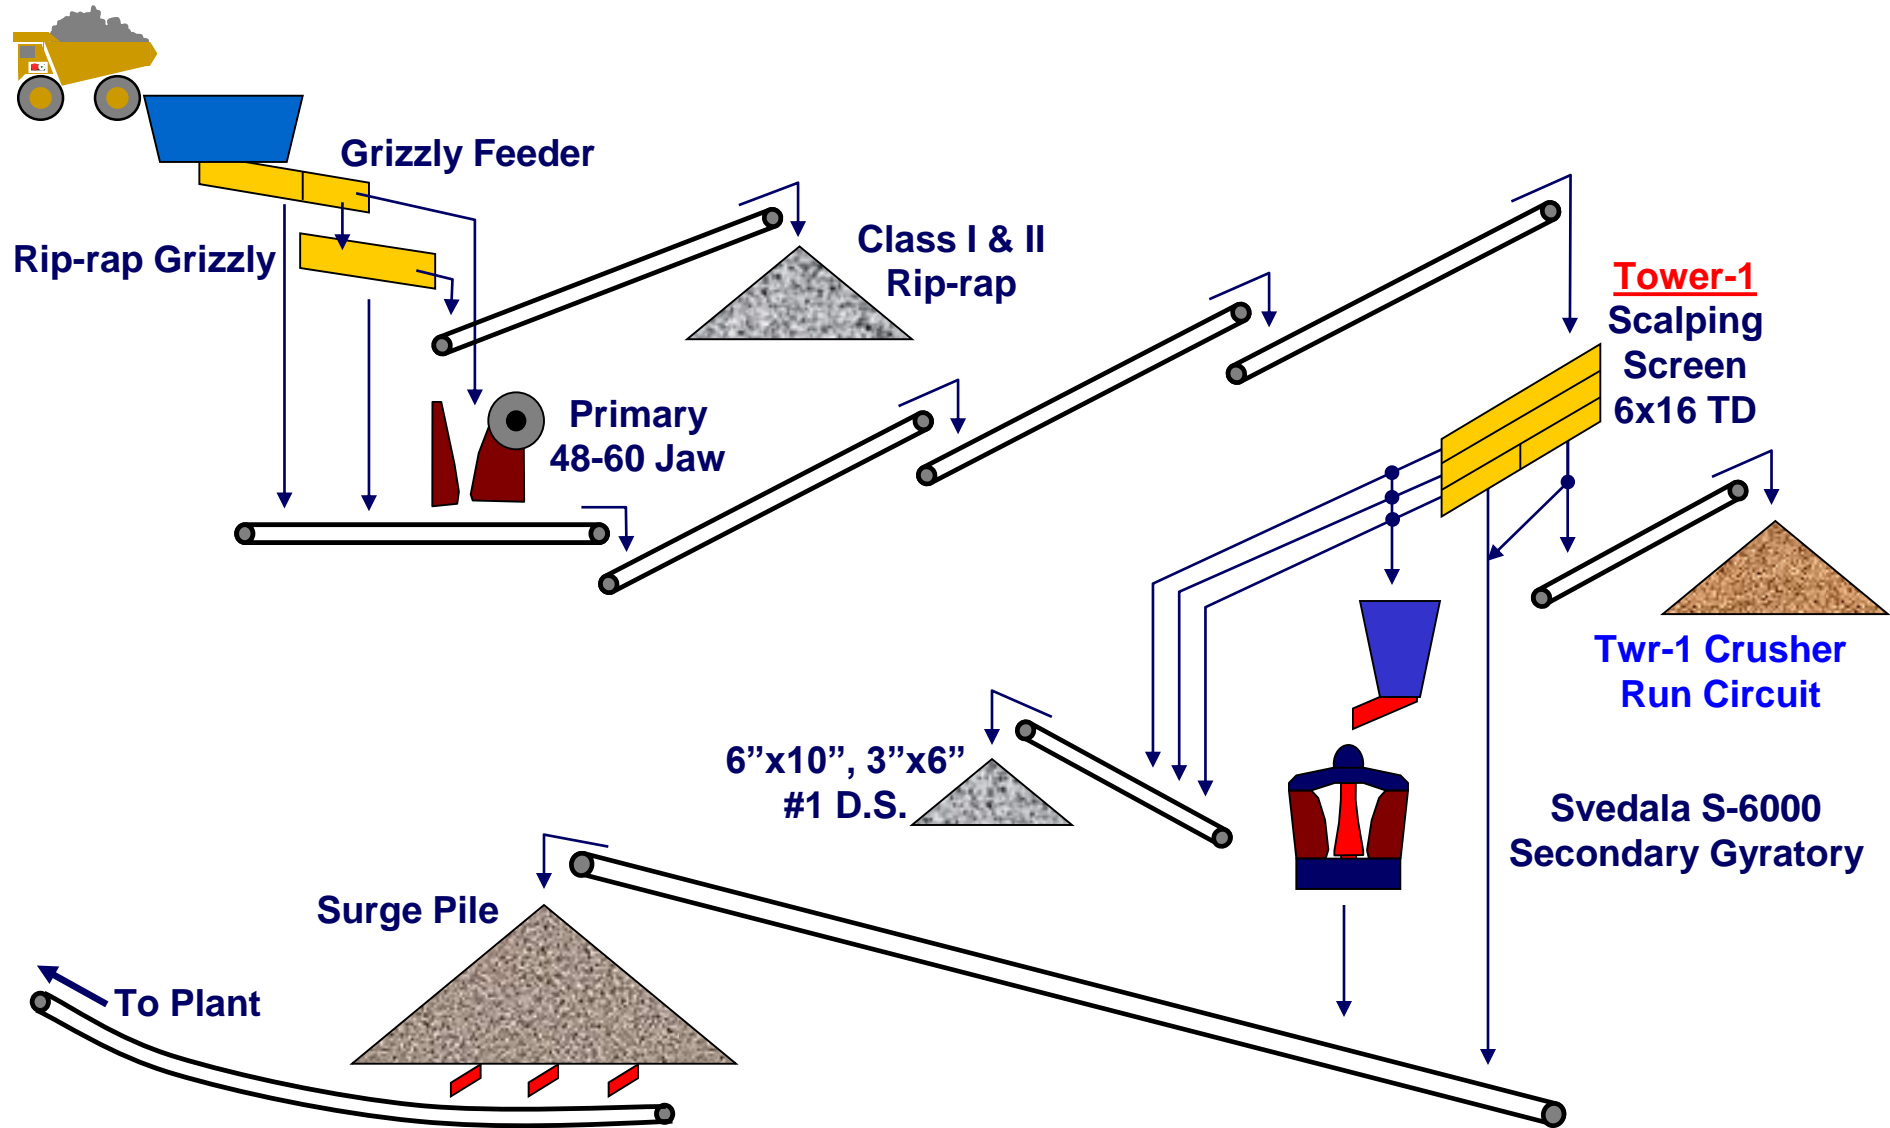 Grizzly Feeder
Rip-rap Grizzly
Class I & II
Rip-rap
Primary
48-60 Jaw
Tower-1
Scalping
Screen
6x16 TD
Twr-1 Crusher
Run Circuit
6”x10”, 3”x6”
#1 D.S.
Svedala S-6000
Secondary Gyratory
Surge Pile
To Plant